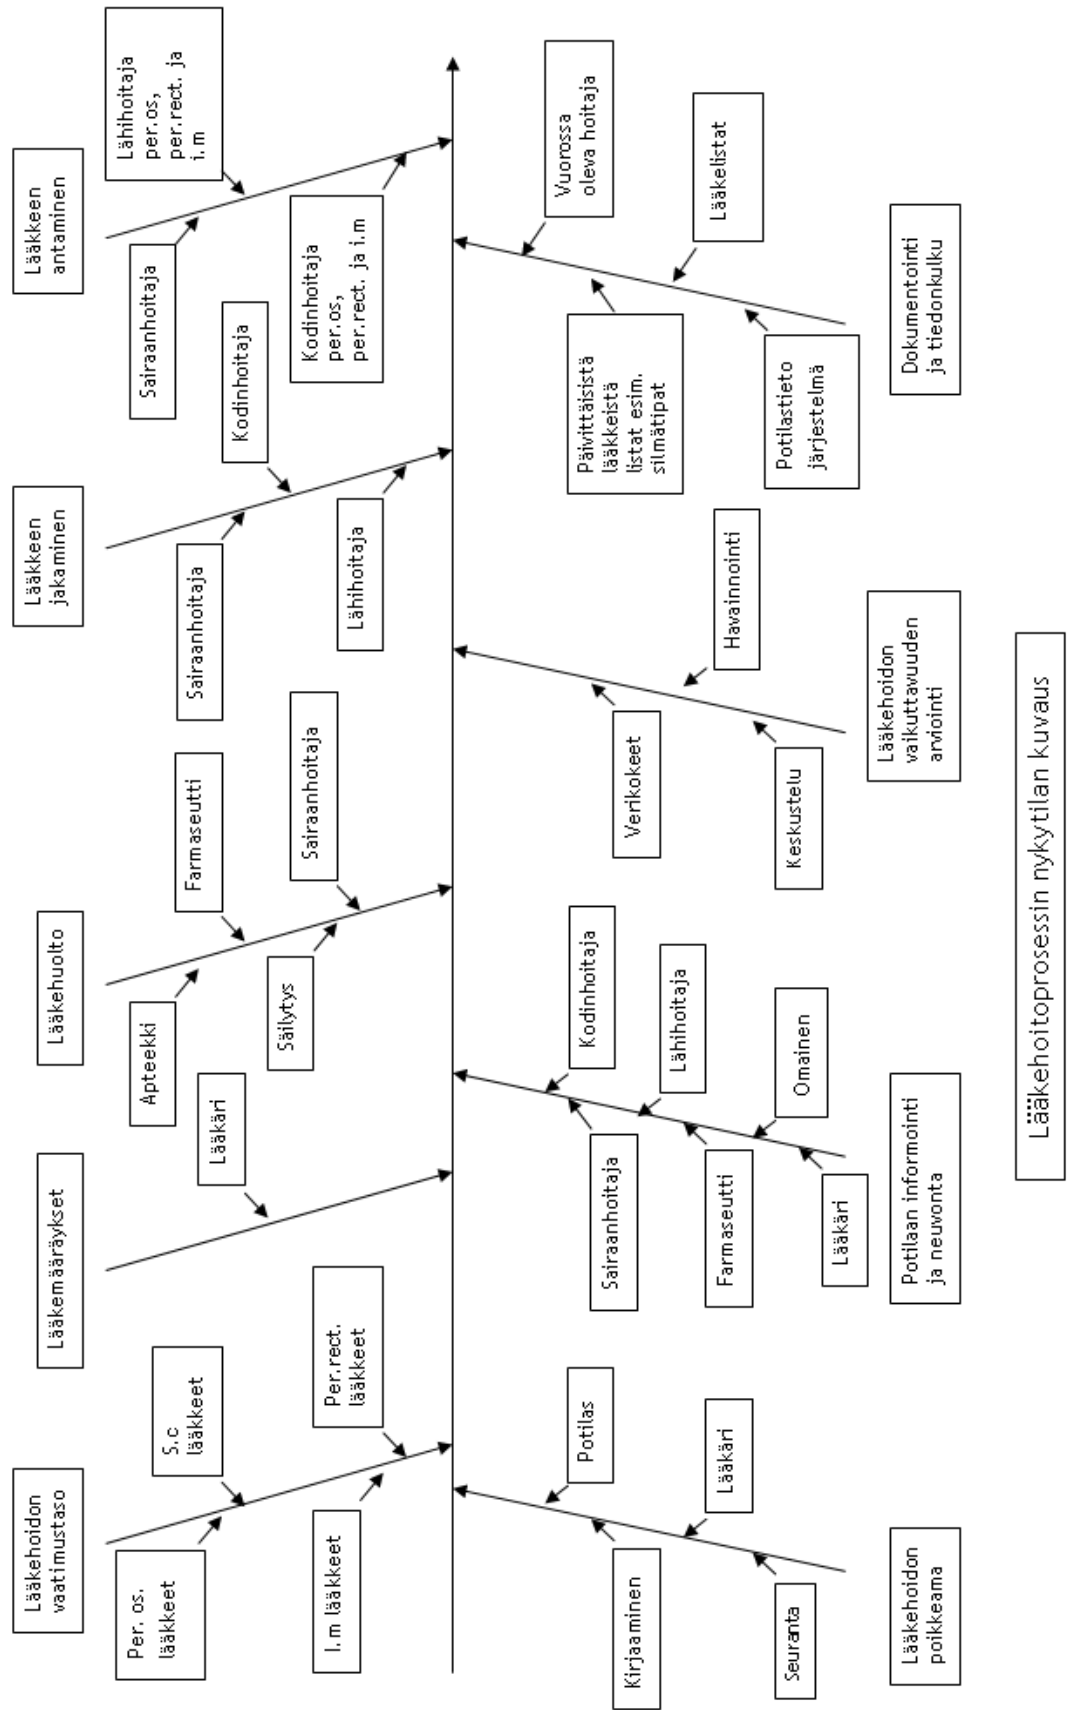 Lääkehoidon
vaatimustaso
Lääkemääräykset
Lääkehuolto
Lääkkeen
jakaminen
Lääkkeen
antaminen
Per. os.
lääkkeet
S.c
lääkkeet
I.m lääkkeet
Per.rect.
lääkkeet
Lääkäri
Apteekki
Farmaseutti
Säilytys
Sairaanhoitaja
Sairaanhoitaja
Kodinhoitaja
Lähihoitaja
Sairaanhoitaja
Lähihoitaja
per.os,
per.rect. ja
i.m
Kodinhoitaja
per.os,
per.rect. ja i.m
Potilas
Kirjaaminen
Lääkäri
Seuranta
Kodinhoitaja
Sairaanhoitaja
Lähihoitaja
Farmaseutti
Omainen
Lääkäri
Verikokeet
Havainnointi
Keskustelu
Vuorossa
oleva hoitaja
Päivittäisistä
lääkkeistä
listat esim.
silmätipat
Lääkelistat
Potilastieto
järjestelmä
Lääkehoidon
poikkeama
Potilaan informointi
ja neuvonta
Lääkehoidon
vaikuttavuuden
arviointi
Dokumentointi
ja tiedonkulku
Lääkehoitoprosessin nykytilan kuvaus